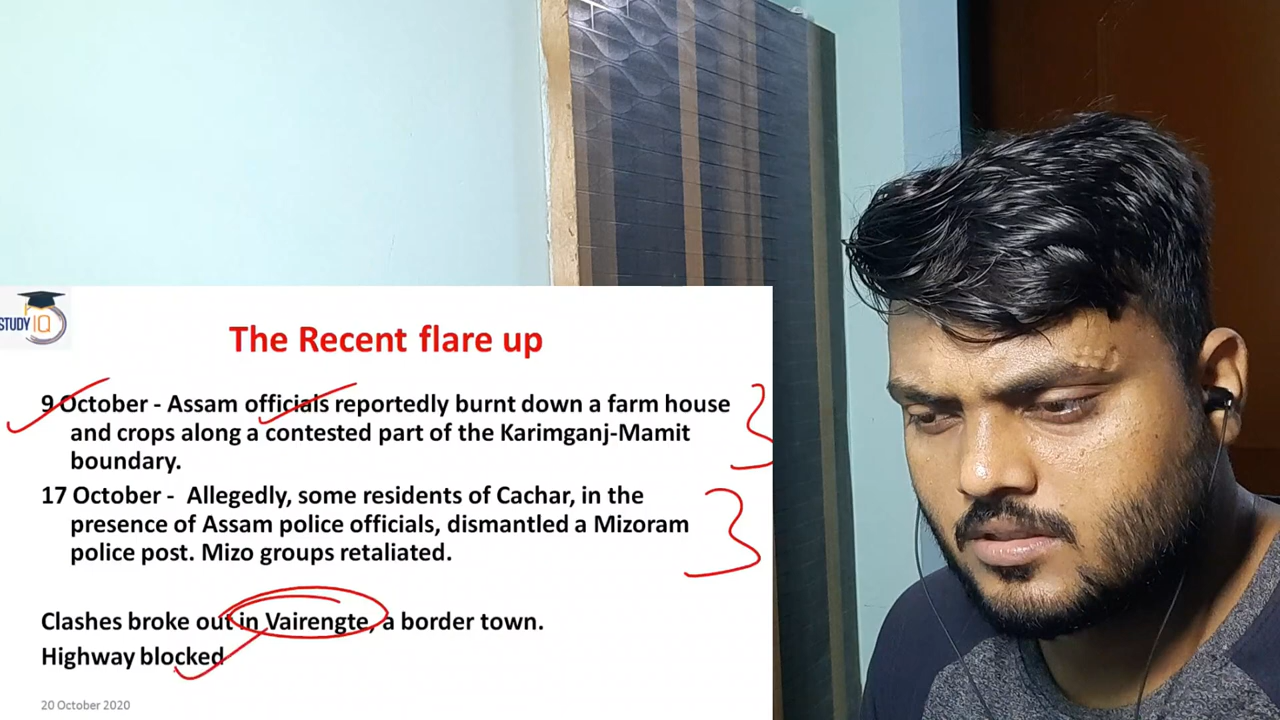 STUDY IQ
The Recent flare up
9 October - Assam officials reportedly burnt down a farm house
and crops along a contested part of the Karimganj-Mamit
boundary.
17 October - Allegedly, some residents of Cachar, in the
presence of Assam police officials, dismantled a Mizoram
police post. Mizo groups retaliated.
Clashes broke out in Vairengte, a border town.
Highway blocked
20 October 2020